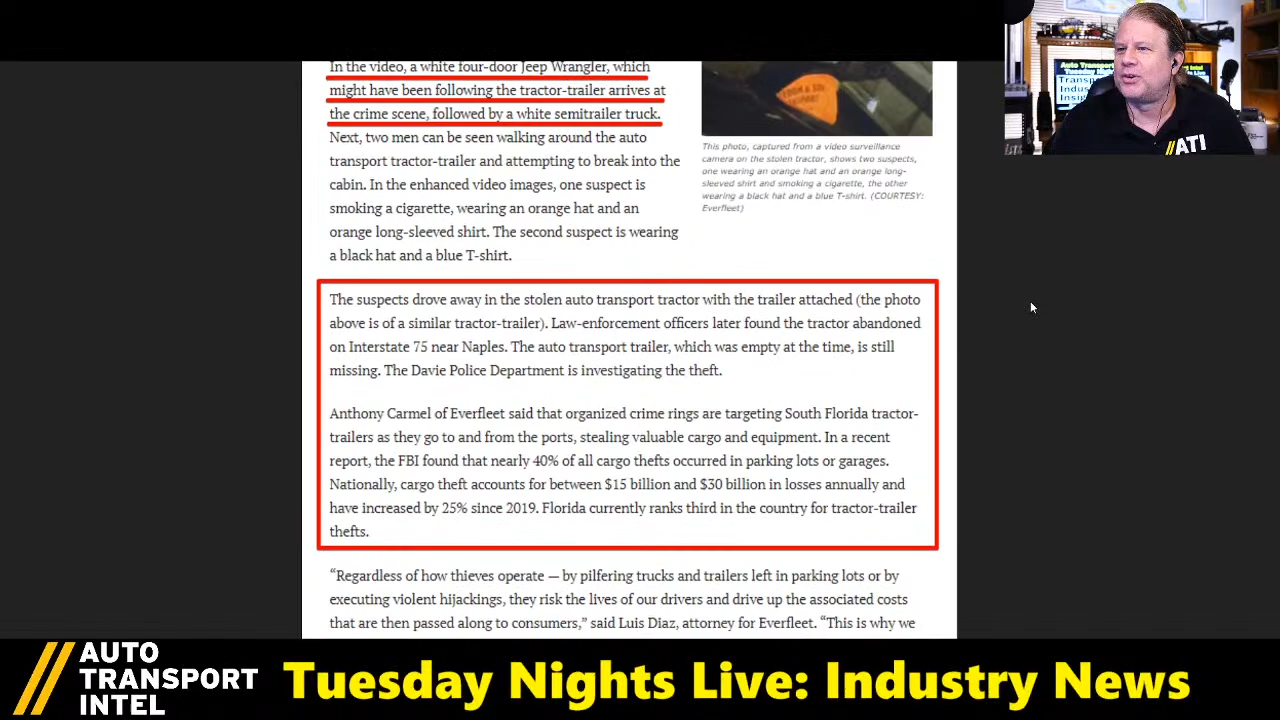 In the video, a white four-door Jeep Wrangler, which
might have been following the tractor-trailer arrives at
the crime scene, followed by a white semitrailer truck.
Next, two men can be seen walking around the auto
transport tractor-trailer and attempting to break into the
cabin. In the enhanced video images, one suspect is
smoking a cigarette, wearing an orange hat and an
orange long-sleeved shirt. The second suspect is wearing
a black hat and a blue T-shirt.
This photo, captured from a video surveillance
camera on the stolen tractor, shows two suspects,
one wearing an orange hat and an orange long-
sleeved shirt and smoking a cigarette, the other
wearing a black hat and a blue T-shirt. (COURTESY:
Everfleet)
The suspects drove away in the stolen auto transport tractor with the trailer attached (the photo
above is of a similar tractor-trailer). Law-enforcement officers later found the tractor abandoned
on Interstate 75 near Naples. The auto transport trailer, which was empty at the time, is still
missing. The Davie Police Department is investigating the theft.
Anthony Carmel of Everfleet said that organized crime rings are targeting South Florida tractor-
trailers as they go to and from the ports, stealing valuable cargo and equipment. In a recent
report, the FBI found that nearly 40% of all cargo thefts occurred in parking lots or garages.
Nationally, cargo theft accounts for between $15 billion and $30 billion in losses annually and
have increased by 25% since 2019. Florida currently ranks third in the country for tractor-trailer
thefts.
“Regardless of how thieves operate — by pilfering trucks and trailers left in parking lots or by
executing violent hijackings, they risk the lives of our drivers and drive up the associated costs
that are then passed along to consumers,” said Luis Diaz, attorney for Everfleet. “This is why we
Auto Transport Intel
Tuesday Nights Live
ATI
AUTO
TRANSPORT
INTEL
Tuesday Nights Live: Industry News